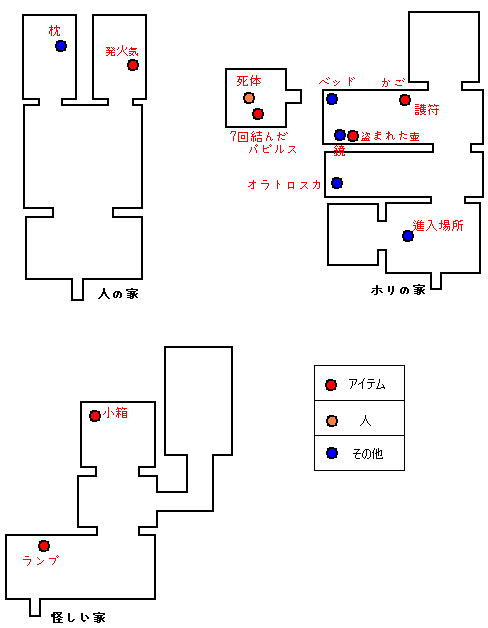 枕
発火気
人の家
死体
7回結んだ
パピルス
ベッド
かご
護符
盗まれた壺
鏡
オラトロスカ
進入場所
ホリの家
小箱
ランプ
怪しい家
アイテム
人
その他